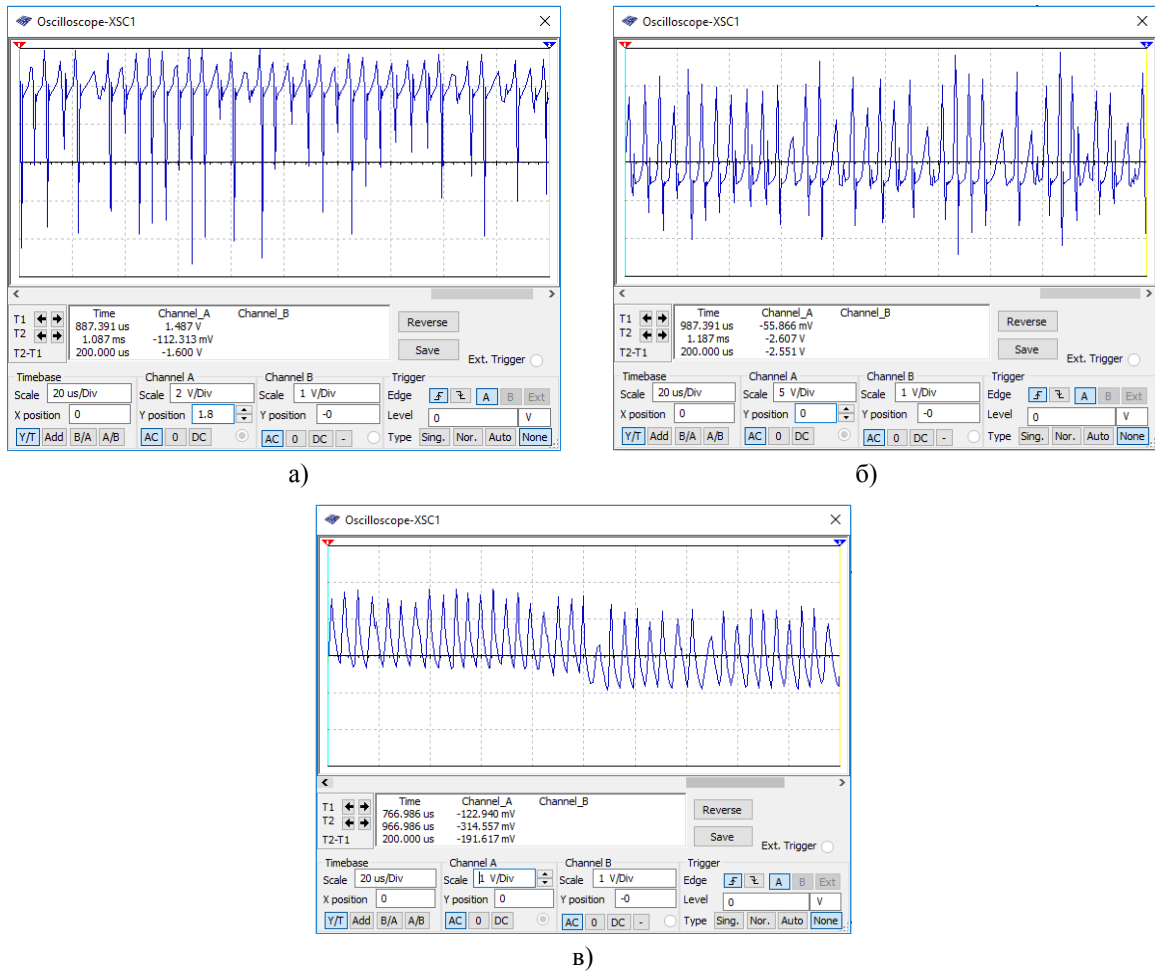 Oscilloscope-XSC1
Time Channel_A Channel_B
T1 887.391 us 1.487 V
T2 1.087 ms -112.313 mV
T2-T1 200.000 us -1.600 V
Reverse
Save
Ext. Trigger
Timebase Channel A Channel B Trigger
Scale 20 us/Div Scale 2 V/Div Scale 1 V/Div Edge A B Ext
X position 0 Y position 1.8 Y position -0 Level 0 V
Y/T Add B/A A/B AC 0 DC AC 0 DC - Type Sing. Nor. Auto None
а)
Oscilloscope-XSC1
Time Channel_A Channel_B
T1 987.391 us -55.866 mV
T2 1.187 ms -2.607 V
T2-T1 200.000 us -2.551 V
Reverse
Save
Ext. Trigger
Timebase Channel A Channel B Trigger
Scale 20 us/Div Scale 5 V/Div Scale 1 V/Div Edge A B Ext
X position 0 Y position 0 Y position -0 Level 0 V
Y/T Add B/A A/B AC 0 DC AC 0 DC - Type Sing. Nor. Auto None
б)
Oscilloscope-XSC1
Time Channel_A Channel_B
T1 766.986 us -122.940 mV
T2 966.986 us -314.557 mV
T2-T1 200.000 us -191.617 mV
Reverse
Save
Ext. Trigger
Timebase Channel A Channel B Trigger
Scale 20 us/Div Scale 1 V/Div Scale 1 V/Div Edge A B Ext
X position 0 Y position 0 Y position -0 Level 0 V
Y/T Add B/A A/B AC 0 DC AC 0 DC - Type Sing. Nor. Auto None
в)